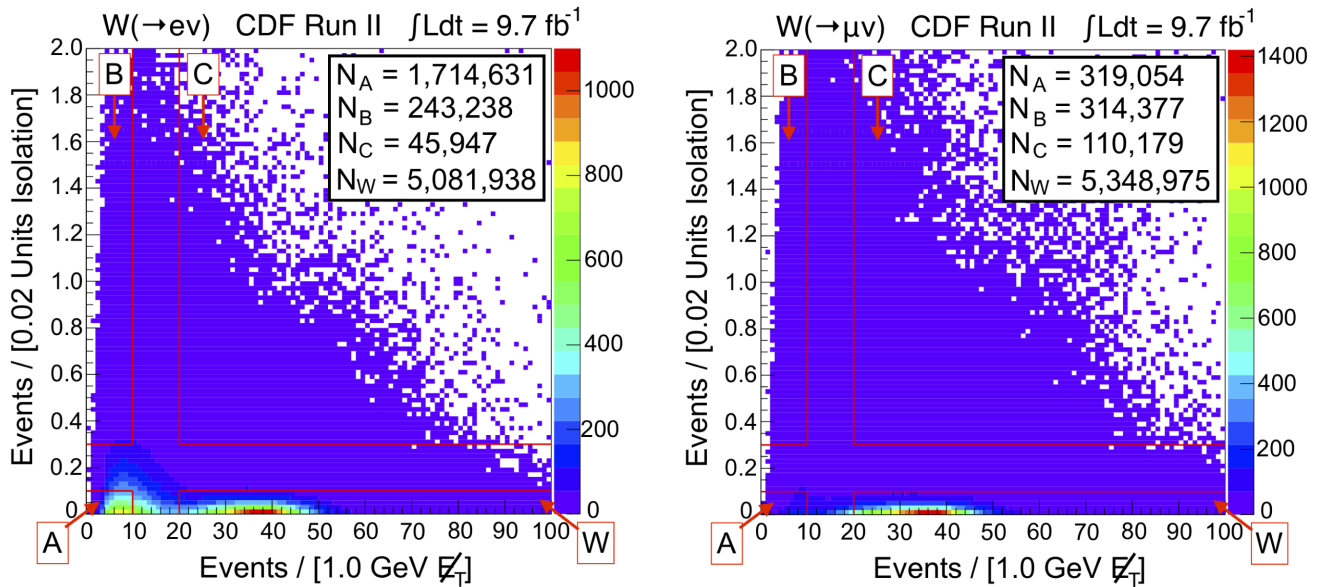 W(→eν) CDF Run II ∫Ldt = 9.7 fb⁻¹
Events / [0.02 Units Isolation]
2.0
1.8
1.6
1.4
1.2
1.0
0.8
0.6
0.4
0.2
0
B
C
N_A = 1,714,631
N_B = 243,238
N_C = 45,947
N_W = 5,081,938
1000
800
600
400
200
0
A
W
0 10 20 30 40 50 60 70 80 90 100
Events / [1.0 GeV E̸_T]
W(→μν) CDF Run II ∫Ldt = 9.7 fb⁻¹
Events / [0.02 Units Isolation]
2.0
1.8
1.6
1.4
1.2
1.0
0.8
0.6
0.4
0.2
0
B
C
N_A = 319,054
N_B = 314,377
N_C = 110,179
N_W = 5,348,975
1400
1200
1000
800
600
400
200
0
A
W
0 10 20 30 40 50 60 70 80 90 100
Events / [1.0 GeV E̸_T]